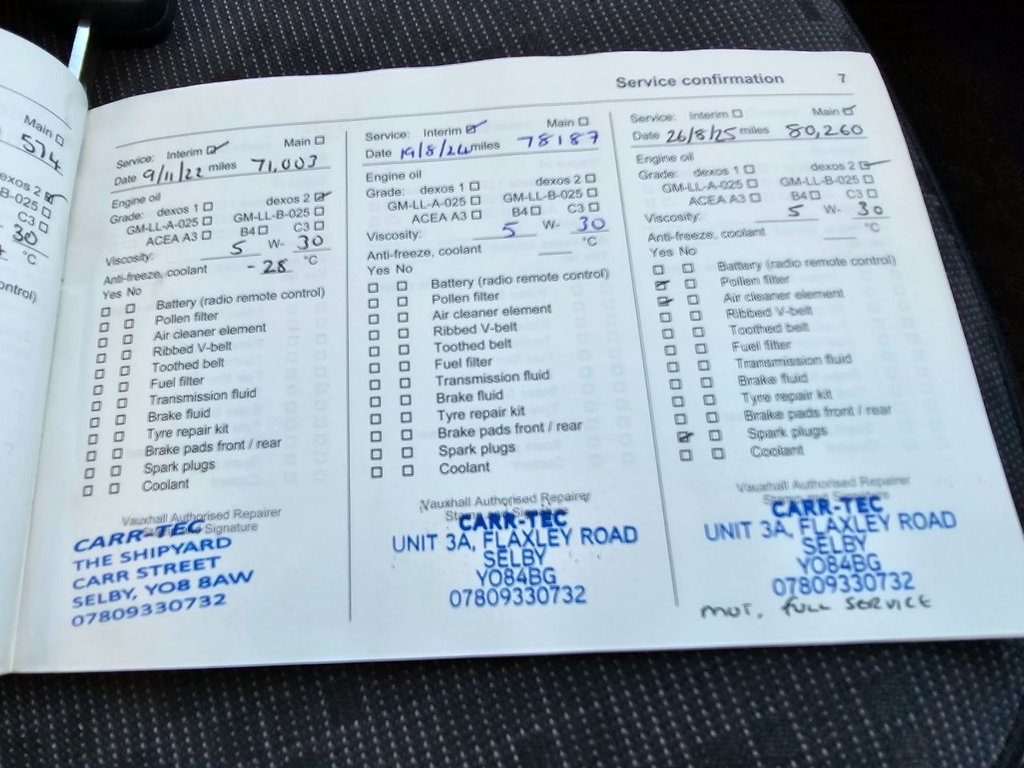 Main
574
dexos 2
B-025
C3
30
°C
ontrol)
Service confirmation 7
Service: Interim Main
Date 9/11/22 miles 71,003
Engine oil
Grade: dexos 1 dexos 2
GM-LL-A-025 GM-LL-B-025
ACEA A3 B4 C3
Viscosity: 5 W- 30
Anti-freeze, coolant -28 °C
Yes No
Battery (radio remote control)
Pollen filter
Air cleaner element
Ribbed V-belt
Toothed belt
Fuel filter
Transmission fluid
Brake fluid
Tyre repair kit
Brake pads front / rear
Spark plugs
Coolant
Vauxhall Authorised Repairer
Signature
CARR-TEC
THE SHIPYARD
CARR STREET
SELBY, YO8 8AW
07809330732
Service: Interim Main
Date 19/8/24 miles 78187
Engine oil
Grade: dexos 1 dexos 2
GM-LL-A-025 GM-LL-B-025
ACEA A3 B4 C3
Viscosity: 5 W- 30
Anti-freeze, coolant °C
Yes No
Battery (radio remote control)
Pollen filter
Air cleaner element
Ribbed V-belt
Toothed belt
Fuel filter
Transmission fluid
Brake fluid
Tyre repair kit
Brake pads front / rear
Spark plugs
Coolant
Vauxhall Authorised Repairer
Stamp and Signature
CARR-TEC
UNIT 3A, FLAXLEY ROAD
SELBY
YO84BG
07809330732
Service: Interim Main
Date 26/8/25 miles 80,260
Engine oil
Grade: dexos 1 dexos 2
GM-LL-A-025 GM-LL-B-025
ACEA A3 B4 C3
Viscosity: 5 W- 30
Anti-freeze, coolant °C
Yes No
Battery (radio remote control)
Pollen filter
Air cleaner element
Ribbed V-belt
Toothed belt
Fuel filter
Transmission fluid
Brake fluid
Tyre repair kit
Brake pads front / rear
Spark plugs
Coolant
Vauxhall Authorised Repairer
Stamp and Signature
CARR-TEC
UNIT 3A, FLAXLEY ROAD
SELBY
YO84BG
07809330732
MOT, FULL SERVICE